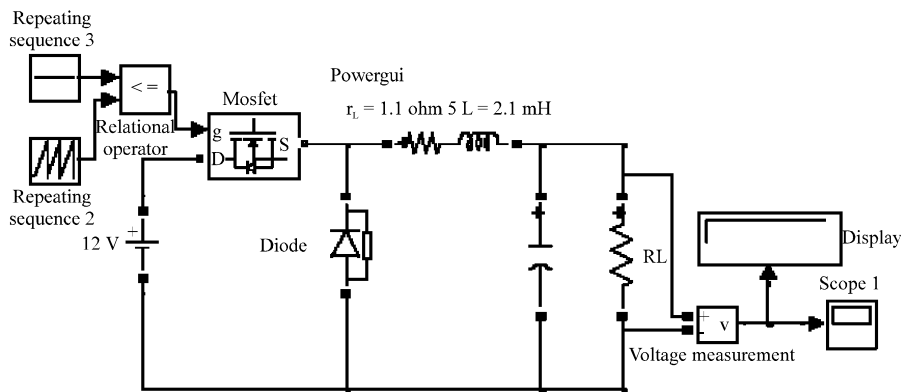 Repeating
sequence 3
< =
Relational
operator
Repeating
sequence 2
Mosfet
g
D
S
12 V
+
Powergui
r_L = 1.1 ohm 5 L = 2.1 mH
Diode
+
+
RL
+
-
v
Voltage measurement
Display
Scope 1